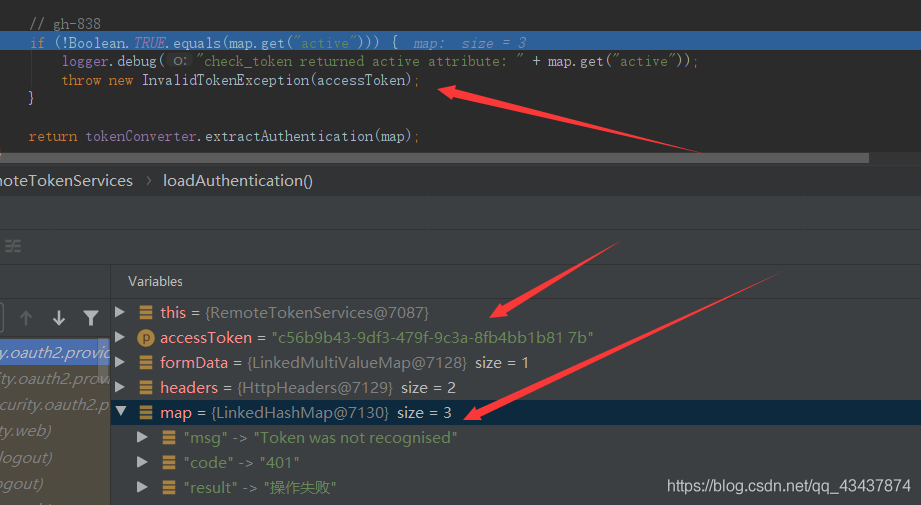 // gh-838
if (!Boolean.TRUE.equals(map.get("active"))) { map: size = 3
logger.debug( o: "check_token returned active attribute: " + map.get("active"));
throw new InvalidTokenException(accessToken);
}
return tokenConverter.extractAuthentication(map);
noteTokenServices › loadAuthentication()
Variables
this = {RemoteTokenServices@7087}
p accessToken = "c56b9b43-9df3-479f-9c3a-8fb4bb1b817b"
y.oauth2.provid
formData = {LinkedMultiValueMap@7128} size = 1
ity.oauth2.provi
headers = {HttpHeaders@7129} size = 2
curity.oauth2.p
map = {LinkedHashMap@7130} size = 3
ty.web)
"msg" -> "Token was not recognised"
logout)
"code" -> "401"
ogout)
"result" -> "操作失败"
https://blog.csdn.net/qq_43437874